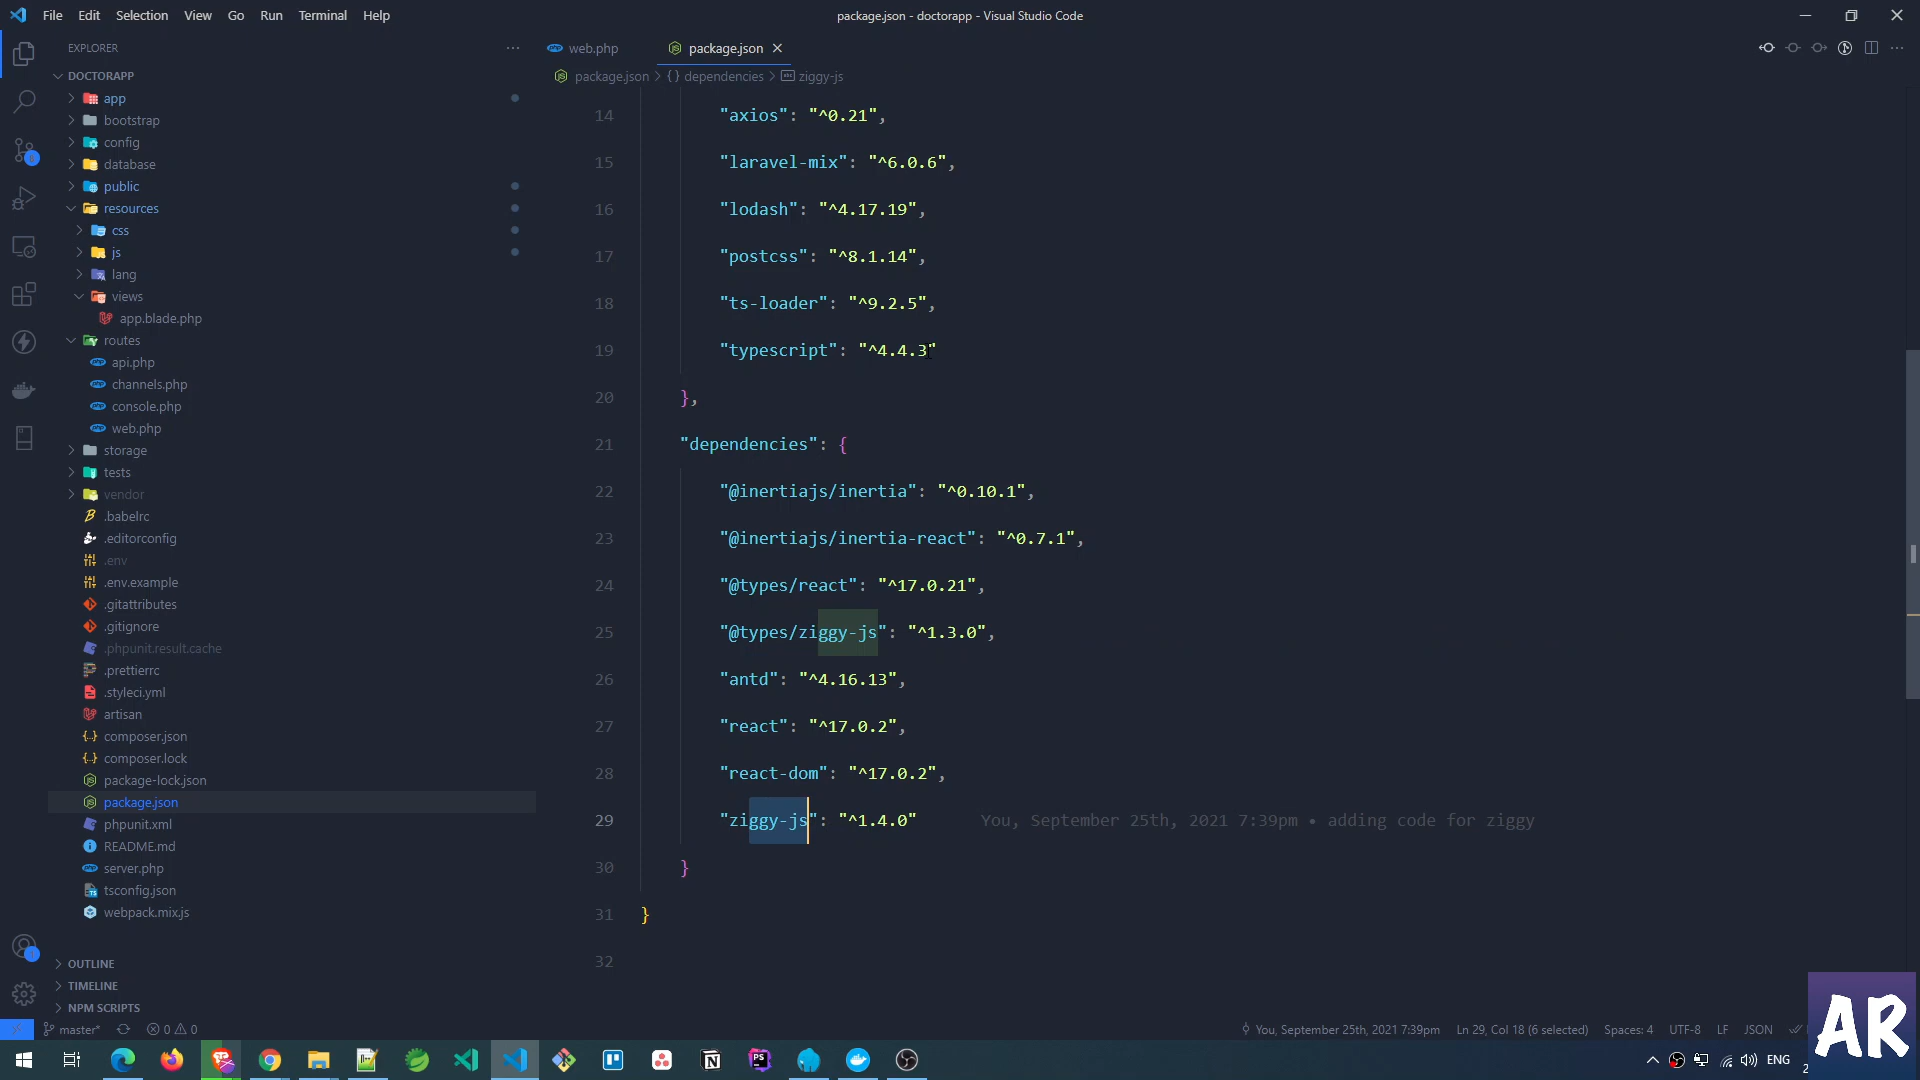 File Edit Selection View Go Run Terminal Help
package.json - doctorapp - Visual Studio Code
EXPLORER
DOCTORAPP
app
bootstrap
config
database
public
resources
css
js
lang
views
app.blade.php
routes
api.php
channels.php
console.php
web.php
storage
tests
vendor
.babelrc
.editorconfig
.env
.env.example
.gitattributes
.gitignore
.phpunit.result.cache
.prettierrc
.styleci.yml
artisan
composer.json
composer.lock
package-lock.json
package.json
phpunit.xml
README.md
server.php
tsconfig.json
webpack.mix.js
OUTLINE
TIMELINE
NPM SCRIPTS
web.php package.json
package.json > {} dependencies > ziggy-js
14 "axios": "^0.21",
15 "laravel-mix": "^6.0.6",
16 "lodash": "^4.17.19",
17 "postcss": "^8.1.14",
18 "ts-loader": "^9.2.5",
19 "typescript": "^4.4.3"
20 },
21 "dependencies": {
22 "@inertiajs/inertia": "^0.10.1",
23 "@inertiajs/inertia-react": "^0.7.1",
24 "@types/react": "^17.0.21",
25 "@types/ziggy-js": "^1.3.0",
26 "antd": "^4.16.13",
27 "react": "^17.0.2",
28 "react-dom": "^17.0.2",
29 "ziggy-js": "^1.4.0" You, September 25th, 2021 7:39pm • adding code for ziggy
30 }
31 }
32
master* 0 0 You, September 25th, 2021 7:39pm Ln 29, Col 18 (6 selected) Spaces: 4 UTF-8 LF JSON
ENG
AR